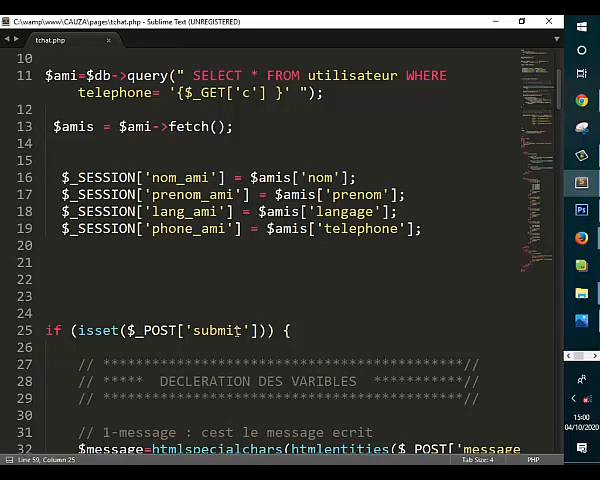 C:\wamp\www\CAUZA\pages\tchat.php - Sublime Text (UNREGISTERED)
tchat.php
10
11 $ami=$db->query(" SELECT * FROM utilisateur WHERE
telephone= '{$_GET['c'] }' ");
12
13 $amis = $ami->fetch();
14
15
16 $_SESSION['nom_ami'] = $amis['nom'];
17 $_SESSION['prenom_ami'] = $amis['prenom'];
18 $_SESSION['lang_ami'] = $amis['langage'];
19 $_SESSION['phone_ami'] = $amis['telephone'];
20
21
22
23
24
25 if (isset($_POST['submit'])) {
26
27 // ********************************************//
28 // ***** DECLERATION DES VARIBLES ***********//
29 // ********************************************//
30
31 // 1-message : cest le message ecrit
32 $message=htmlspecialchars(htmlentities($_POST['message
Line 59, Column 25
Tab Size: 4
PHP
15:00
04/10/2020